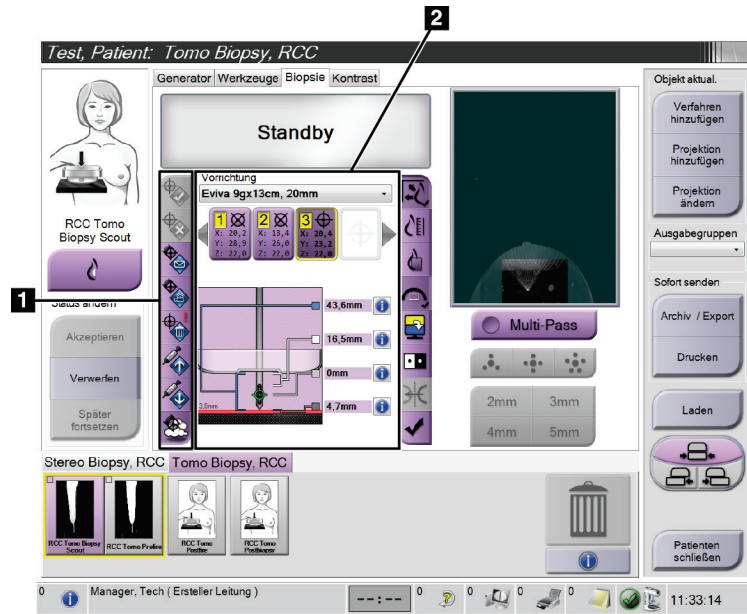 2
Test, Patient: Tomo Biopsy, RCC
Generator Werkzeuge Biopsie Kontrast
Standby
Vorrichtung
Eviva 9gx13cm, 20mm
1
X: 20,2
Y: 28,9
Z: 22,0
2
X: 13,4
Y: 25,0
Z: 22,0
3
X: 20,4
Y: 23,2
Z: 22,0
43,6mm
16,5mm
0mm
4,7mm
1
RCC Tomo
Biopsy Scout
Status ändern
Akzeptieren
Verwerfen
Später
fortsetzen
Multi-Pass
2mm 3mm
4mm 5mm
Objekt aktual.
Verfahren
hinzufügen
Projektion
hinzufügen
Projektion
ändern
Ausgabegruppen
Sofort senden
Archiv / Export
Drucken
Laden
Patienten
schließen
Stereo Biopsy, RCC Tomo Biopsy, RCC
RCC Tomo Biopsy
Scout
RCC Tomo Prefire
RCC Tomo
Postfire
RCC Tomo
Postbiopsy
0 Manager, Tech ( Ersteller Leitung ) --:-- 0 0 0 0 11:33:14